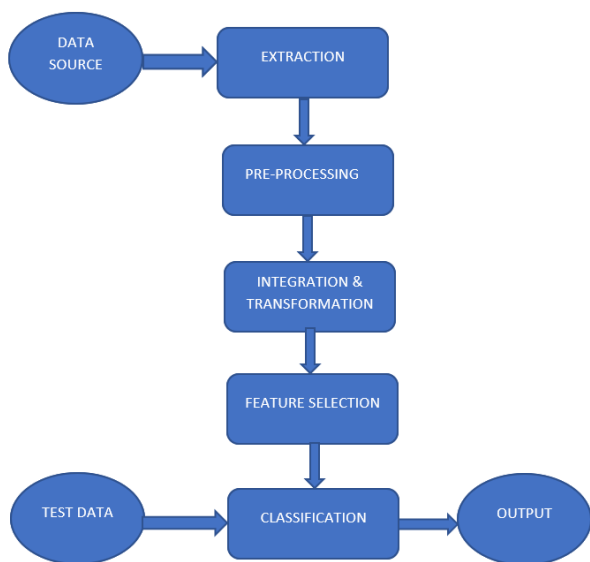 DATA
SOURCE
EXTRACTION
PRE-PROCESSING
INTEGRATION &
TRANSFORMATION
FEATURE SELECTION
TEST DATA
CLASSIFICATION
OUTPUT